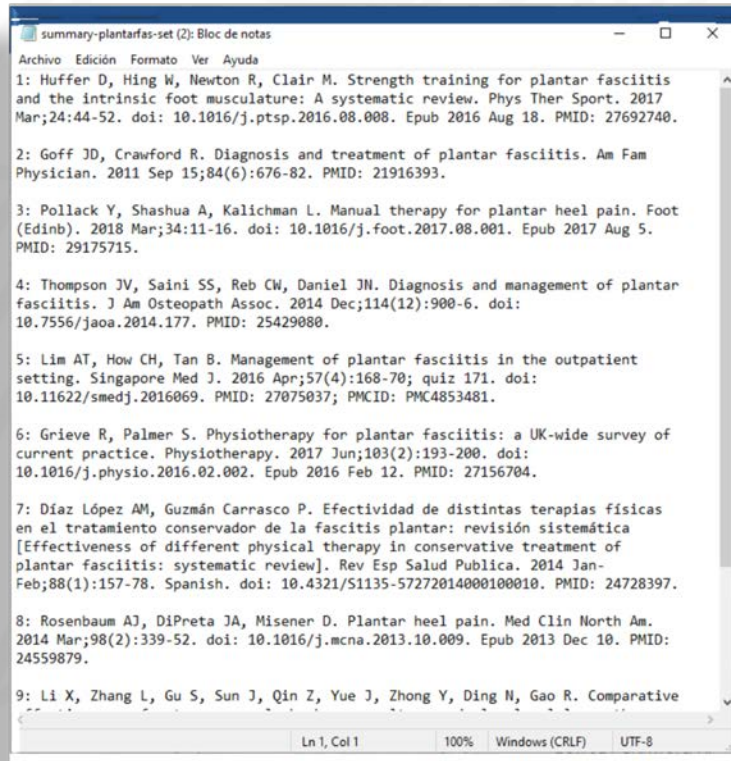 summary-plantarfas-set (2): Bloc de notas
Archivo Edición Formato Ver Ayuda
1: Huffer D, Hing W, Newton R, Clair M. Strength training for plantar fasciitis
and the intrinsic foot musculature: A systematic review. Phys Ther Sport. 2017
Mar;24:44-52. doi: 10.1016/j.ptsp.2016.08.008. Epub 2016 Aug 18. PMID: 27692740.
2: Goff JD, Crawford R. Diagnosis and treatment of plantar fasciitis. Am Fam
Physician. 2011 Sep 15;84(6):676-82. PMID: 21916393.
3: Pollack Y, Shashua A, Kalichman L. Manual therapy for plantar heel pain. Foot
(Edinb). 2018 Mar;34:11-16. doi: 10.1016/j.foot.2017.08.001. Epub 2017 Aug 5.
PMID: 29175715.
4: Thompson JV, Saini SS, Reb CW, Daniel JN. Diagnosis and management of plantar
fasciitis. J Am Osteopath Assoc. 2014 Dec;114(12):900-6. doi:
10.7556/jaoa.2014.177. PMID: 25429080.
5: Lim AT, How CH, Tan B. Management of plantar fasciitis in the outpatient
setting. Singapore Med J. 2016 Apr;57(4):168-70; quiz 171. doi:
10.11622/smedj.2016069. PMID: 27075037; PMCID: PMC4853481.
6: Grieve R, Palmer S. Physiotherapy for plantar fasciitis: a UK-wide survey of
current practice. Physiotherapy. 2017 Jun;103(2):193-200. doi:
10.1016/j.physio.2016.02.002. Epub 2016 Feb 12. PMID: 27156704.
7: Díaz López AM, Guzmán Carrasco P. Efectividad de distintas terapias físicas
en el tratamiento conservador de la fascitis plantar: revisión sistemática
[Effectiveness of different physical therapy in conservative treatment of
plantar fasciitis: systematic review]. Rev Esp Salud Publica. 2014 Jan-
Feb;88(1):157-78. Spanish. doi: 10.4321/S1135-57272014000100010. PMID: 24728397.
8: Rosenbaum AJ, DiPreta JA, Misener D. Plantar heel pain. Med Clin North Am.
2014 Mar;98(2):339-52. doi: 10.1016/j.mcna.2013.10.009. Epub 2013 Dec 10. PMID:
24559879.
9: Li X, Zhang L, Gu S, Sun J, Qin Z, Yue J, Zhong Y, Ding N, Gao R. Comparative
Ln 1, Col 1 100% Windows (CRLF) UTF-8